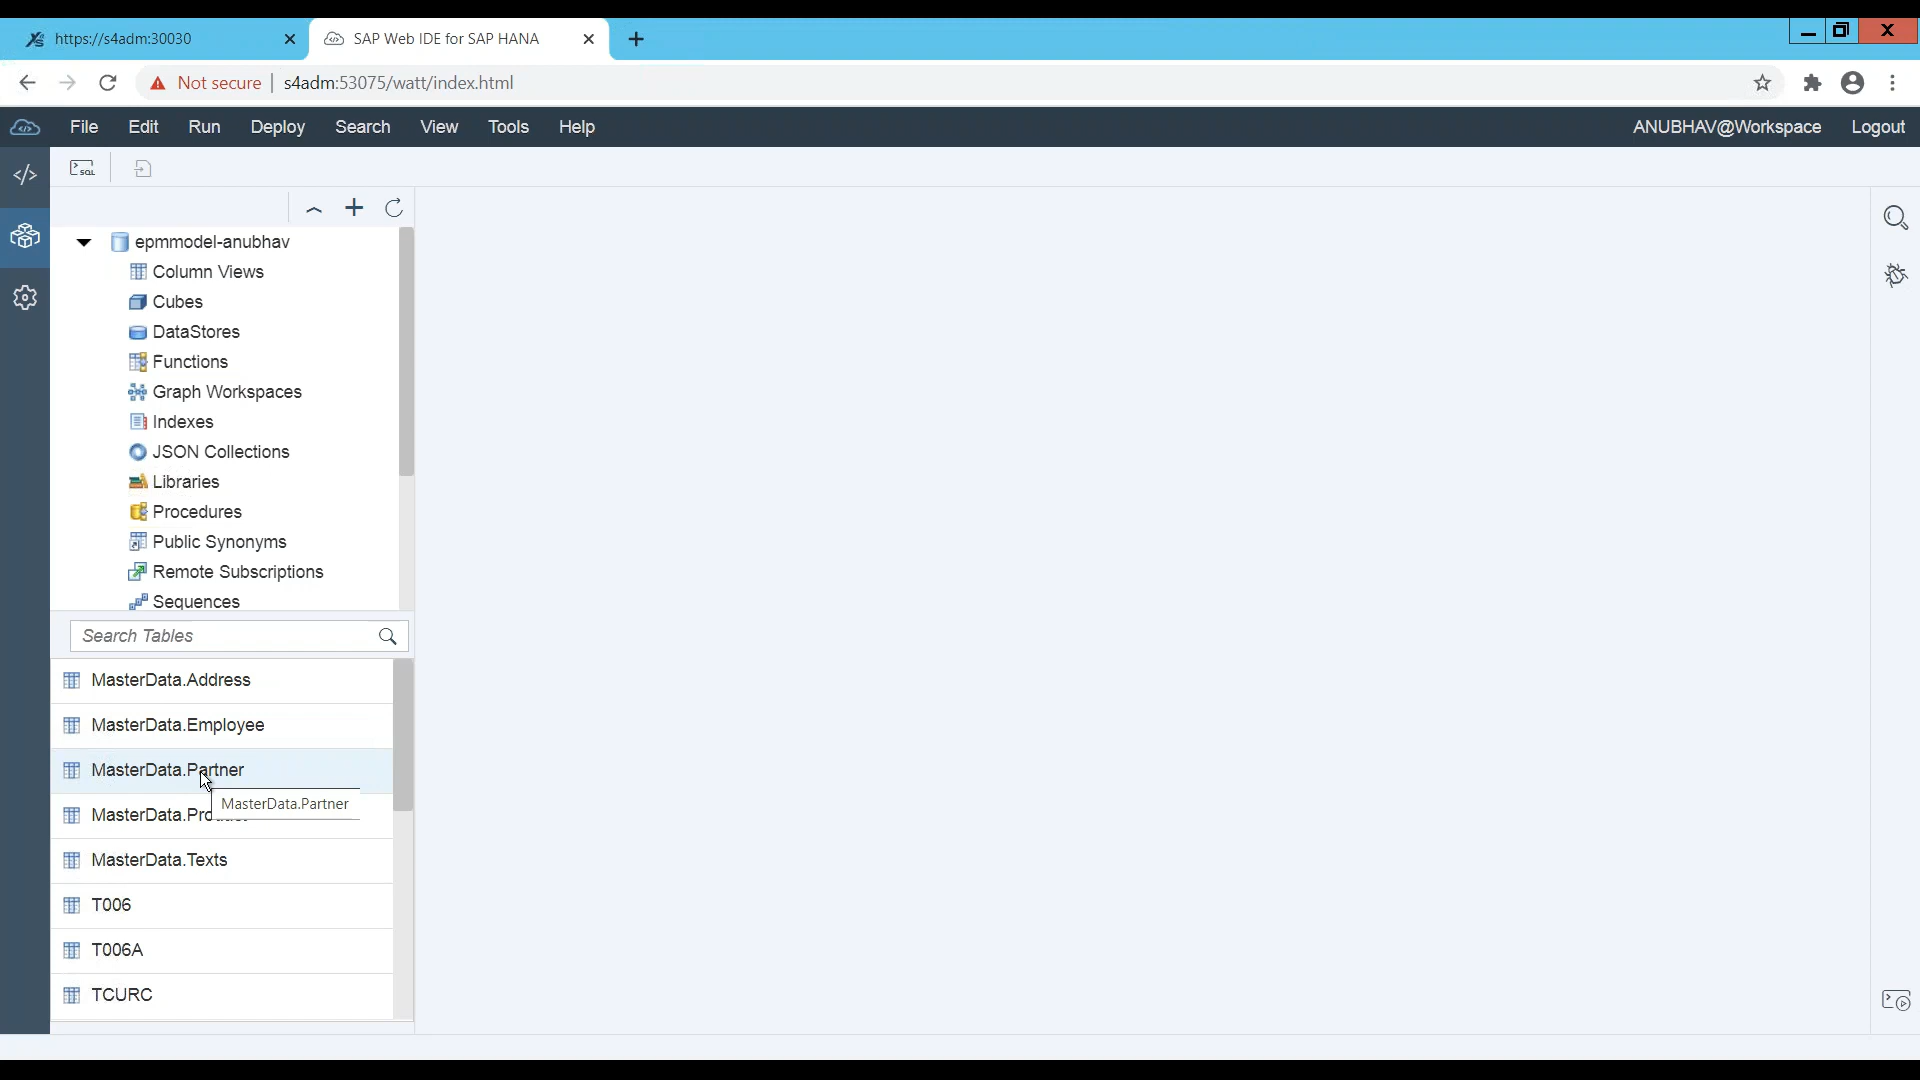 https://s4adm:30030
SAP Web IDE for SAP HANA
Not secure
s4adm:53075/watt/index.html
File
Edit
Run
Deploy
Search
View
Tools
Help
ANUBHAV@Workspace
Logout
SQL
epmmodel-anubhav
Column Views
Cubes
DataStores
Functions
Graph Workspaces
Indexes
JSON Collections
Libraries
Procedures
Public Synonyms
Remote Subscriptions
Sequences
Search Tables
MasterData.Address
MasterData.Employee
MasterData.Partner
MasterData.Partner
MasterData.Texts
T006
T006A
TCURC